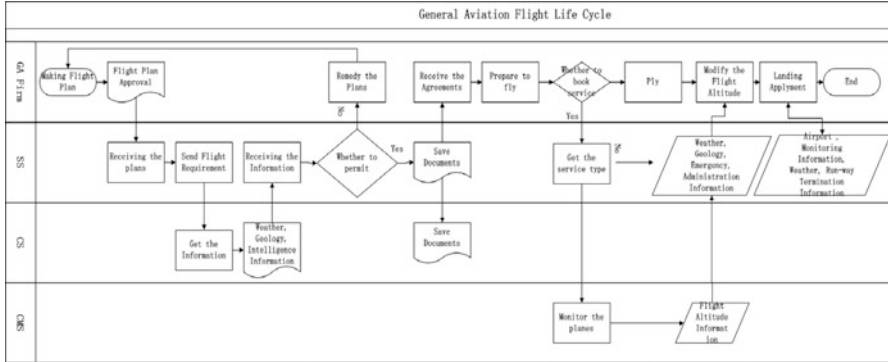 General Aviation Flight Life Cycle
GA Firm
Making Flight
Plan
Flight Plan
Approval
Remedy the
Plans
Receive the
Agreements
Prepare to
fly
Whether to
book
service
Ply
Modify the
Flight
Altitude
Landing
Applyment
End
Yes
SS
Receiving the
plans
Send Flight
Requirement
Receiving the
Information
Whether to
permit
Yes
Save
Documents
Got the
service type
Weather,
Geology,
Emergency,
Administration
Information
Airport ,
Monitoring
Information,
Weather, Run-way
Termination
Information
CS
Got the
Information
Weather,
Geology,
Intelligence
Information
Save
Documents
CMS
Monitor the
planes
Flight
Altitude
Informat
ion